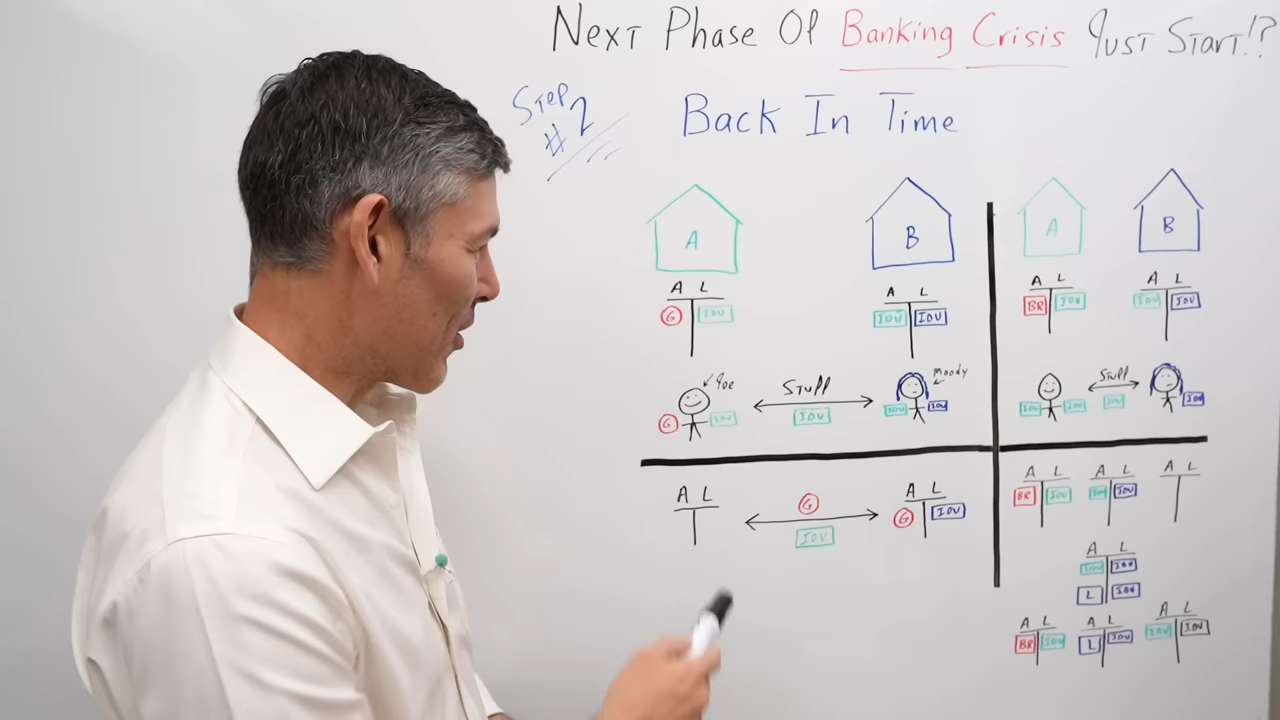 Next Phase Of Banking Crisis Just Start!?
Step #2
Back In Time
A B
A L A L
G IOU IOU IOU
Joe Stuff Moody
G IOU IOU IOU IOU
A L G A L
IOU G IOU
A B
A L A L
BR IOU IOU IOU
Stuff
IOU IOU IOU IOU
A L A L A L
BR IOU IOU IOU
A L
IOU IOU
L IOU
A L A L A L
BR IOU L IOU IOU IOU